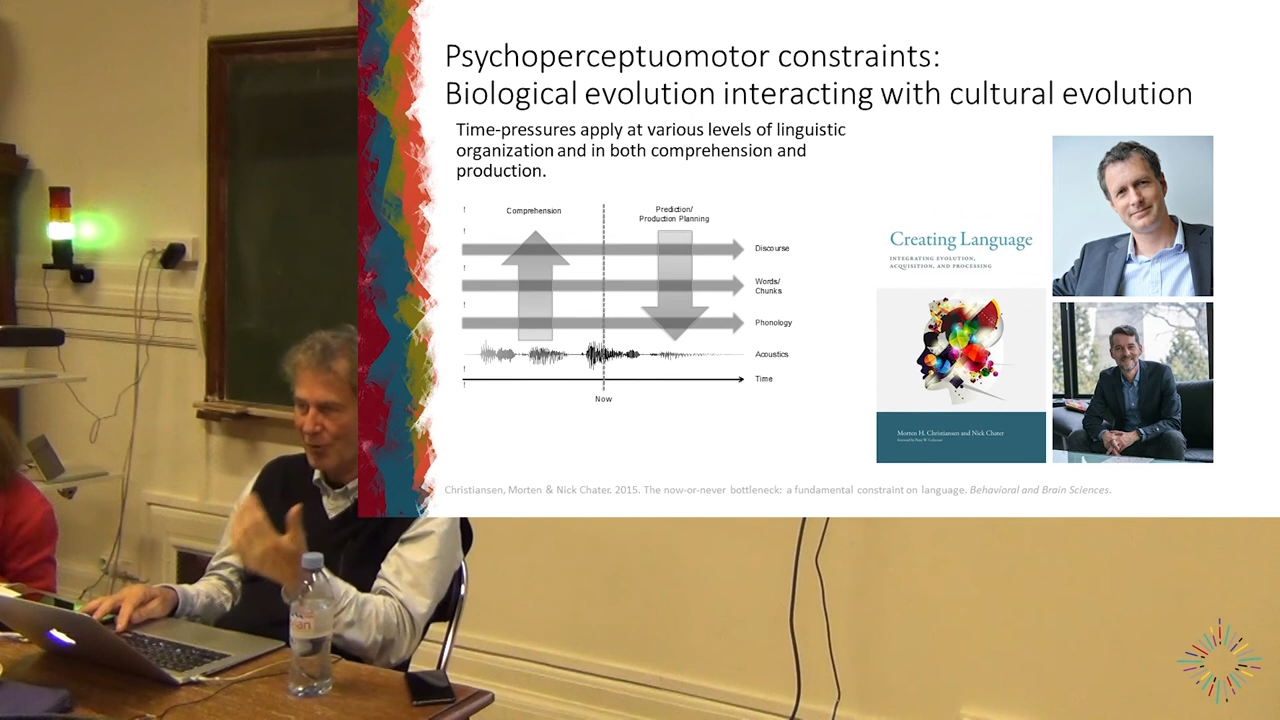 Psychoperceptuomotor constraints:
Biological evolution interacting with cultural evolution
Time-pressures apply at various levels of linguistic
organization and in both comprehension and
production.
Comprehension
Prediction/
Production Planning
Discourse
Words/
Chunks
Phonology
Acoustics
Time
Now
Creating Language
INTEGRATING EVOLUTION,
ACQUISITION, AND PROCESSING
Morten H. Christiansen and Nick Chater
Christiansen, Morten & Nick Chater. 2015. The now-or-never bottleneck: a fundamental constraint on language. Behavioral and Brain Sciences.